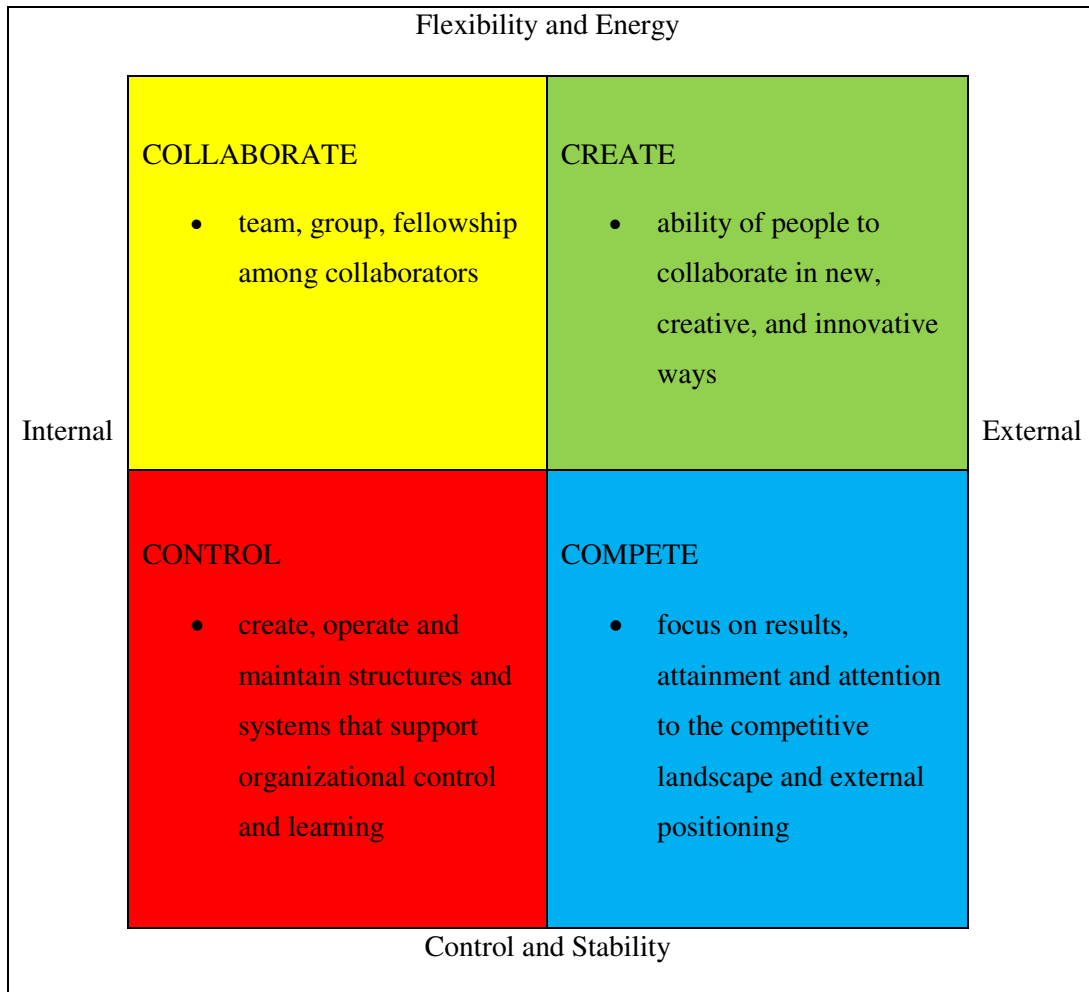 Flexibility and Energy
COLLABORATE
• team, group, fellowship
among collaborators
CREATE
• ability of people to
collaborate in new,
creative, and innovative
ways
Internal
External
CONTROL
• create, operate and
maintain structures and
systems that support
organizational control
and learning
COMPETE
• focus on results,
attainment and attention
to the competitive
landscape and external
positioning
Control and Stability